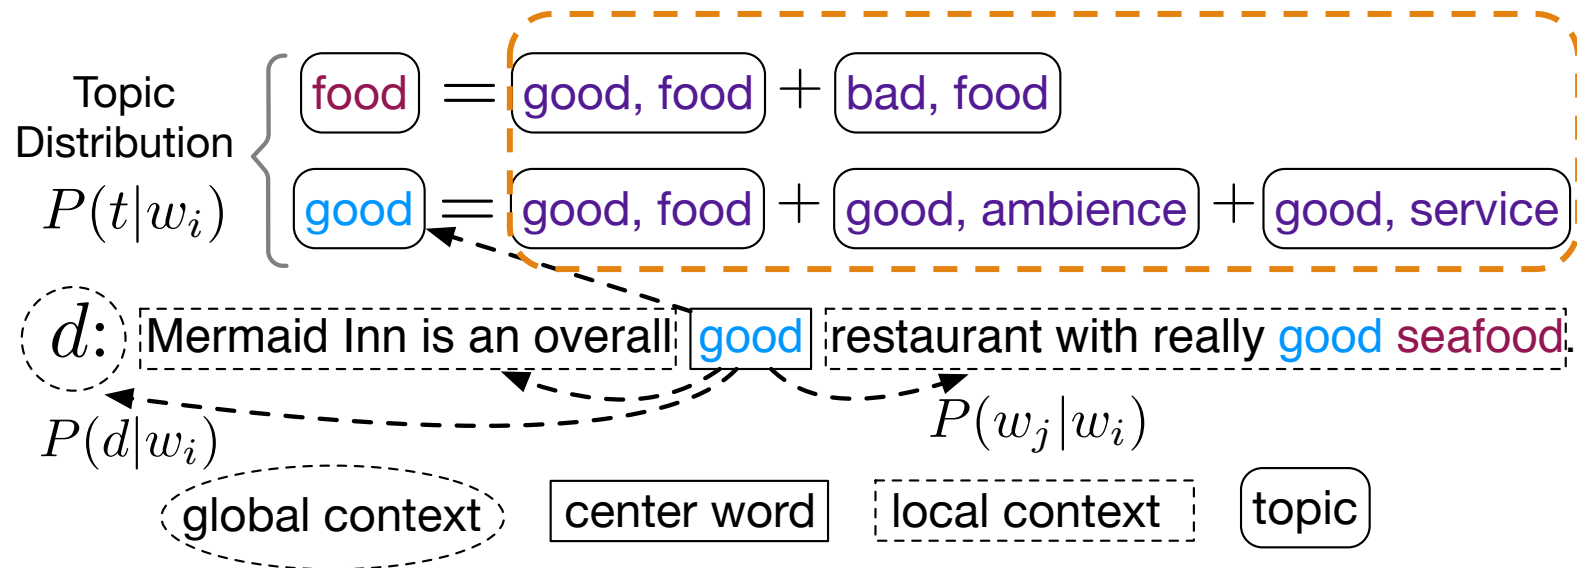 Topic
Distribution
P(t|w_i)
food = good, food + bad, food
good = good, food + good, ambience + good, service
d: Mermaid Inn is an overall good restaurant with really good seafood.
P(d|w_i)
P(w_j|w_i)
global context
center word
local context
topic